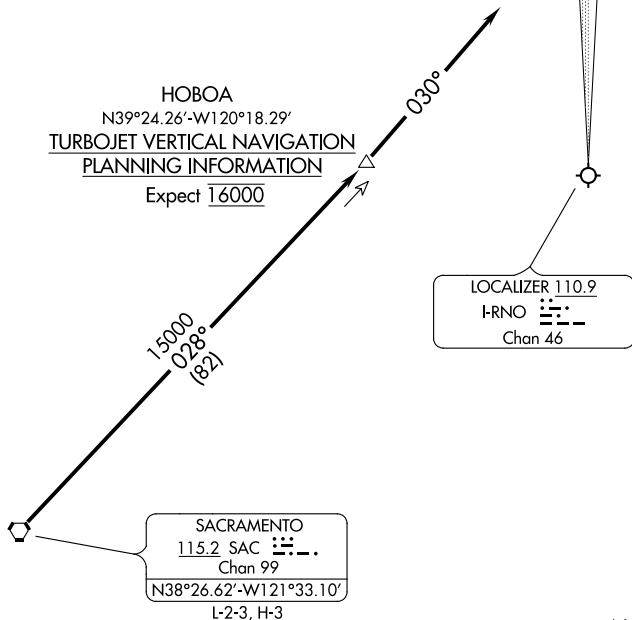 030°
HOBOA
N39°24.26'-W120°18.29'
TURBOJET VERTICAL NAVIGATION
PLANNING INFORMATION
Expect 16000
LOCALIZER 110.9
I-RNO
Chan 46
15000
028°
(82)
SACRAMENTO
115.2 SAC
Chan 99
N38°26.62'-W121°33.10'
L-2-3, H-3